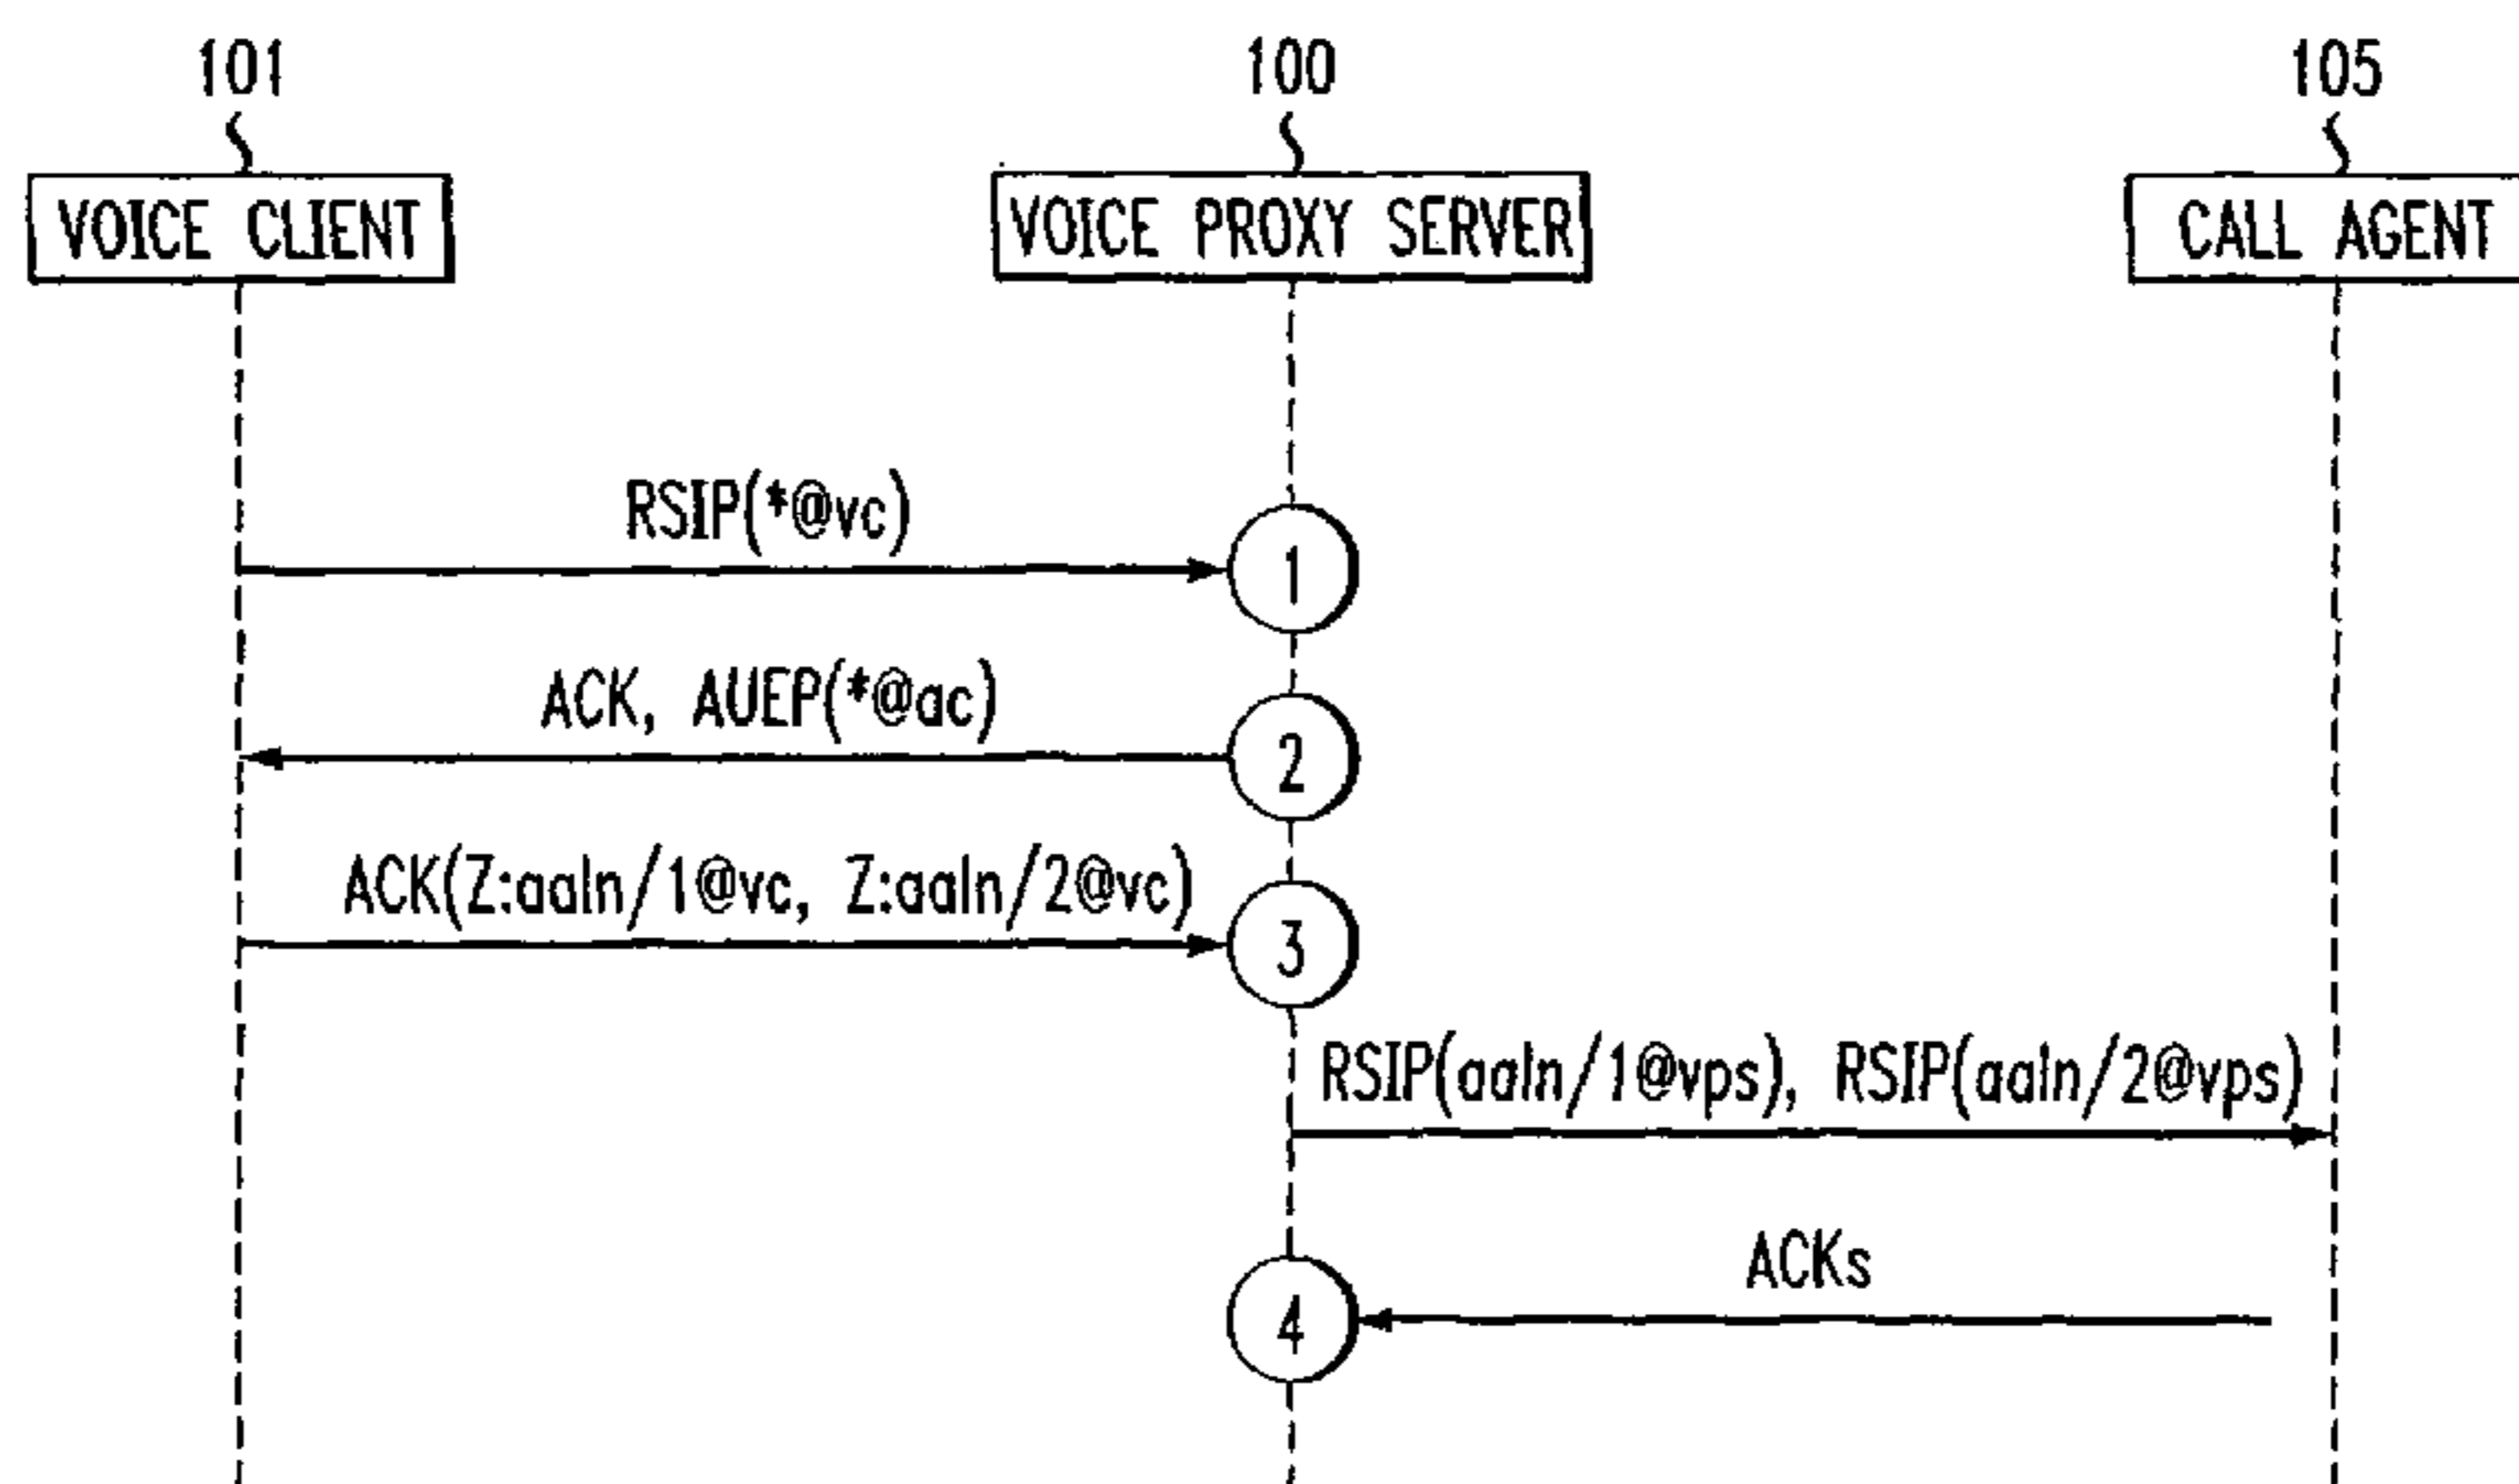 101 100 105
VOICE CLIENT VOICE PROXY SERVER CALL AGENT
RSIP(*@vc)
1
ACK, AUEP(*@ac)
2
ACK(Z:aaln/1@vc, Z:aaln/2@vc)
3
RSIP(aaln/1@vps), RSIP(aaln/2@vps)
ACKs
4